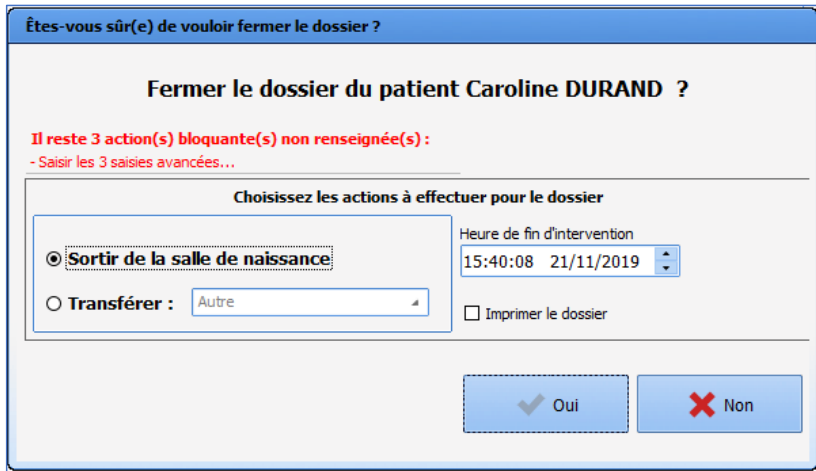 Êtes-vous sûr(e) de vouloir fermer le dossier ?
Fermer le dossier du patient Caroline DURAND ?
Il reste 3 action(s) bloquante(s) non renseignée(s) :
- Saisir les 3 saisies avancées...
Choisissez les actions à effectuer pour le dossier
Sortir de la salle de naissance
Transférer : Autre
Heure de fin d'intervention
15:40:08 21/11/2019
Imprimer le dossier
Oui Non